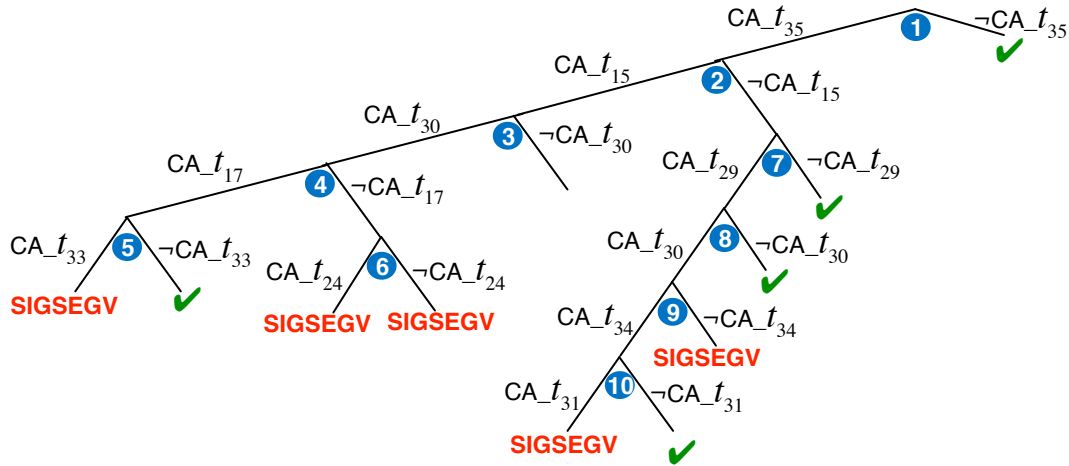 CA_t35 1 ¬CA_t35
CA_t15 2 ¬CA_t15
CA_t30 3 ¬CA_t30
CA_t29 7 ¬CA_t29
CA_t17 4 ¬CA_t17
CA_t33 5 ¬CA_t33
CA_t24 6 ¬CA_t24
CA_t30 8 ¬CA_t30
SIGSEGV
SIGSEGV SIGSEGV
CA_t34 9 ¬CA_t34
SIGSEGV
CA_t31 10 ¬CA_t31
SIGSEGV